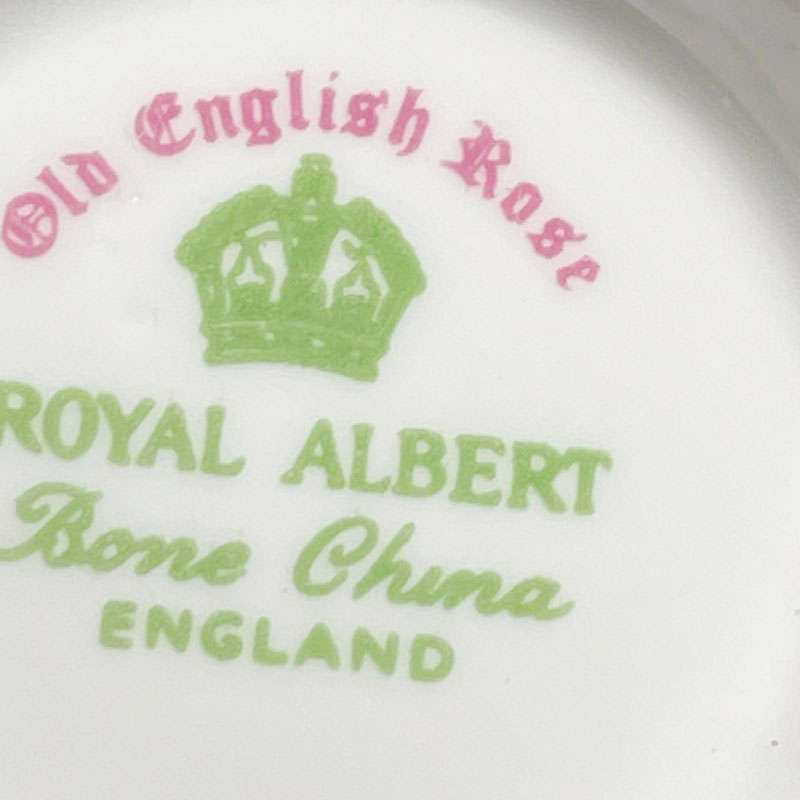 Old English Rose
ROYAL ALBERT
Bone China
ENGLAND